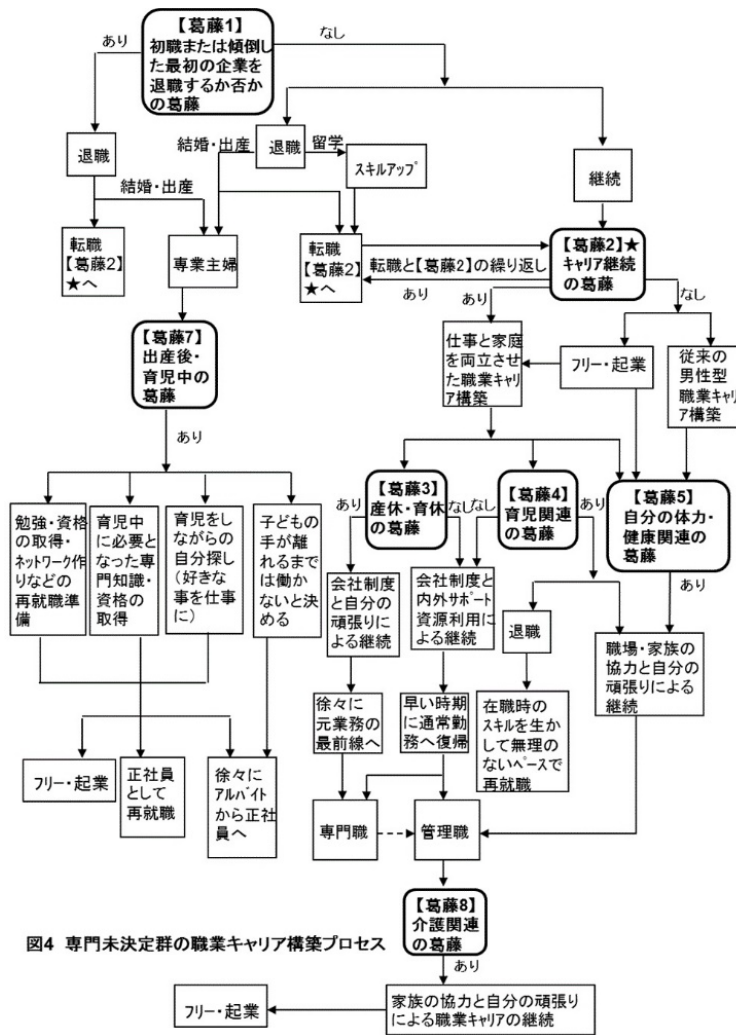 【葛藤1】
初職または傾倒し
た最初の企業を
退職するか否か
の葛藤
あり
なし
退職
結婚・出産
結婚・出産
退職
留学
スキルアップ
継続
転職
【葛藤2】
★へ
専業主婦
転職
【葛藤2】
★へ
転職と【葛藤2】の繰り返し
あり
【葛藤2】★
キャリア継続
の葛藤
あり
なし
【葛藤7】
出産後・
育児中の
葛藤
あり
仕事と家庭
を両立させ
た職業キャリ
ア構築
フリー・起業
従来の
男性型
職業キャリ
ア構築
勉強・資格
の取得・
ネットワーク作
りなどの
再就職準
備
育児中
に必要と
なった専
門知識・
資格の
取得
育児をし
ながらの
自分探し
(好きな
事を仕事
に)
子どもの
手が離
れるまで
は働か
ないと決
める
あり
【葛藤3】
産休・育休
の葛藤
なし
なし
【葛藤4】
育児関連
の葛藤
あり
【葛藤5】
自分の体力・
健康関連の
葛藤
あり
会社制度
と自分の
頑張りによ
る継続
会社制度と
内外サポート
資源利用に
よる継続
退職
職場・家族の
協力と自分の
頑張りによる
継続
徐々に
元業務の
最前線へ
早い時期
に通常勤
務へ復帰
在職時の
スキルを生か
して無理の
ないペースで
再就職
フリー・起業
正社員
として
再就職
徐々に
アルバイト
から正社
員へ
専門職
管理職
【葛藤8】
介護関連
の葛藤
あり
図4 専門未決定群の職業キャリア構築プロセス
フリー・起業
家族の協力と自分の頑張り
による職業キャリアの継続